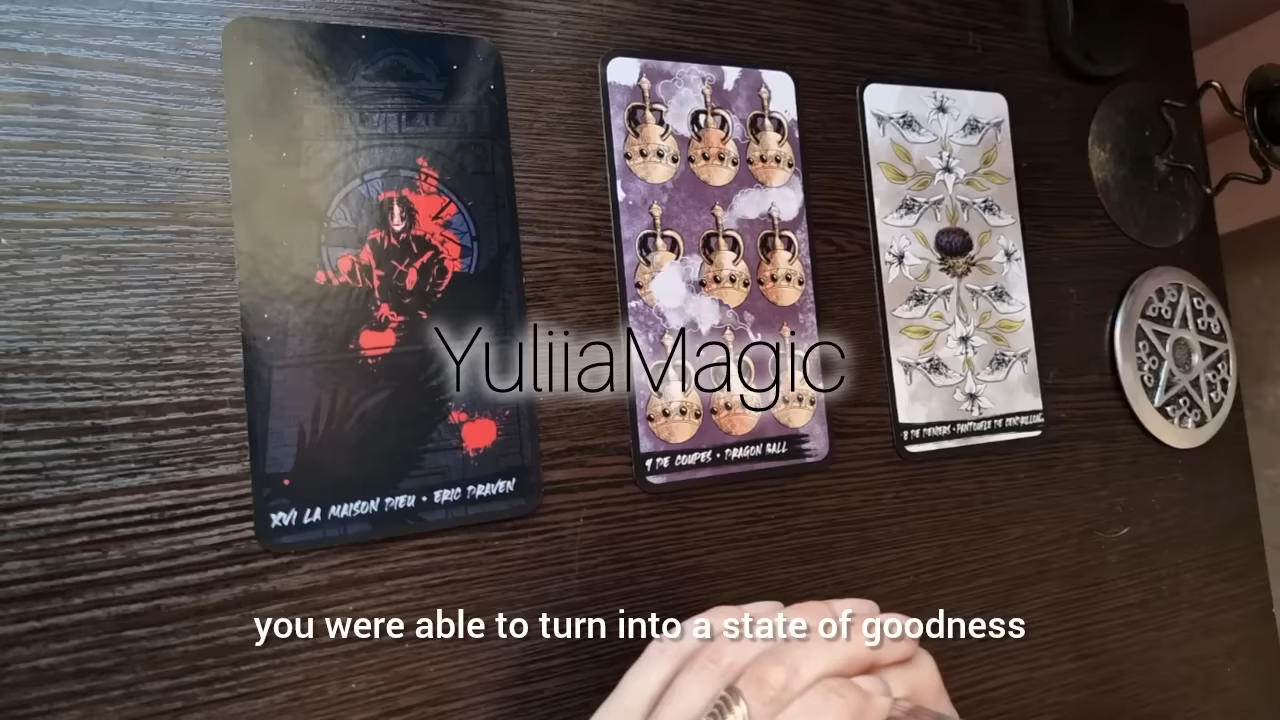 XVI LA MAISON DIEU • ERIC DRAVEN
9 DE COUPES • DRAGON BALL
8 DE DENIERS • PANTOUFLE DE CENDRILLON
YuliiaMagic
you were able to turn into a state of goodness